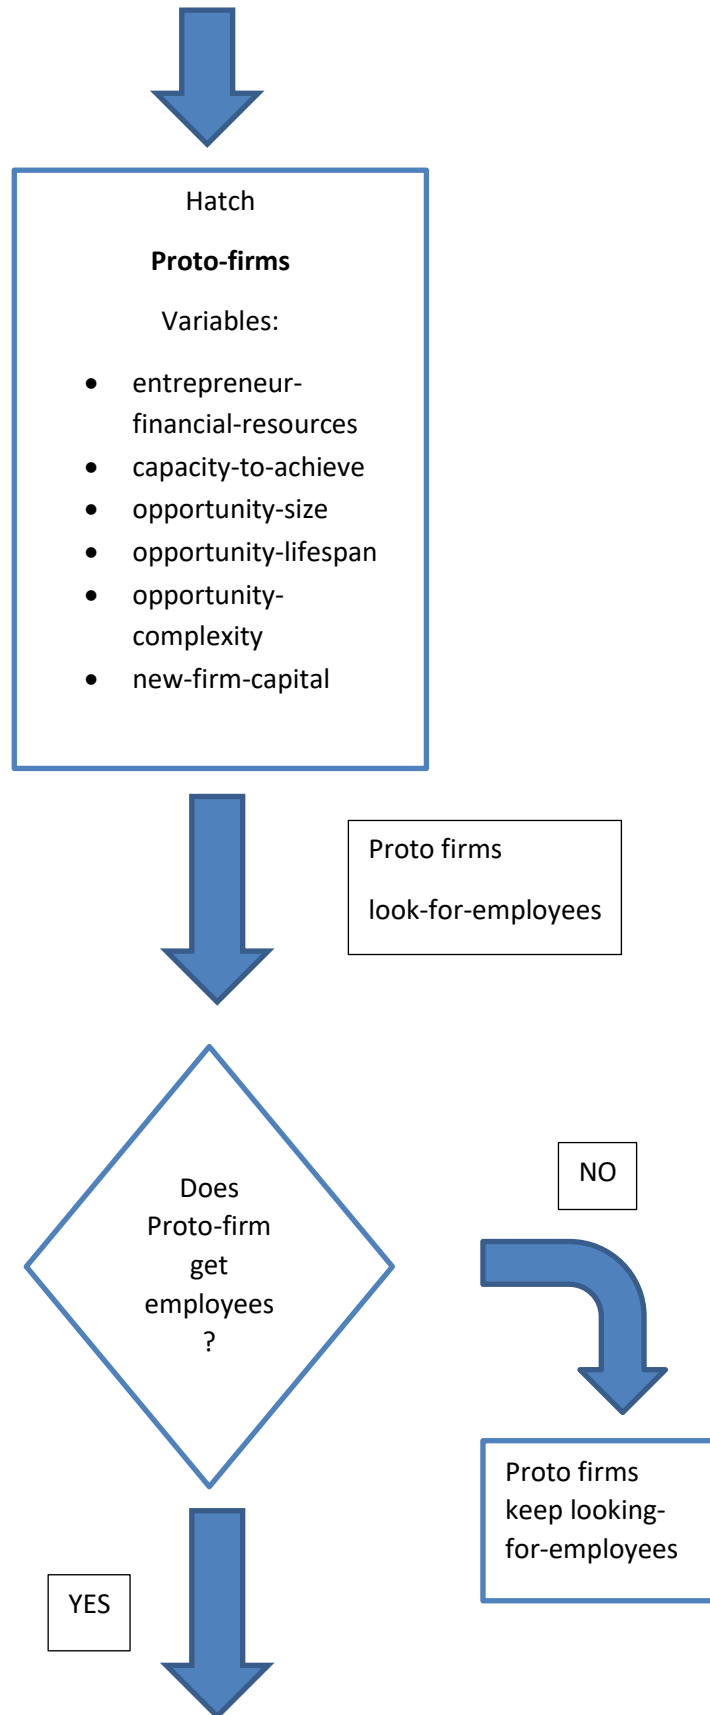 Hatch
Proto-firms
Variables:
• entrepreneur-
financial-resources
• capacity-to-achieve
• opportunity-size
• opportunity-lifespan
• opportunity-
complexity
• new-firm-capital
Proto firms
look-for-employees
Does
Proto-firm
get
employees
?
NO
Proto firms
keep looking-
for-employees
YES